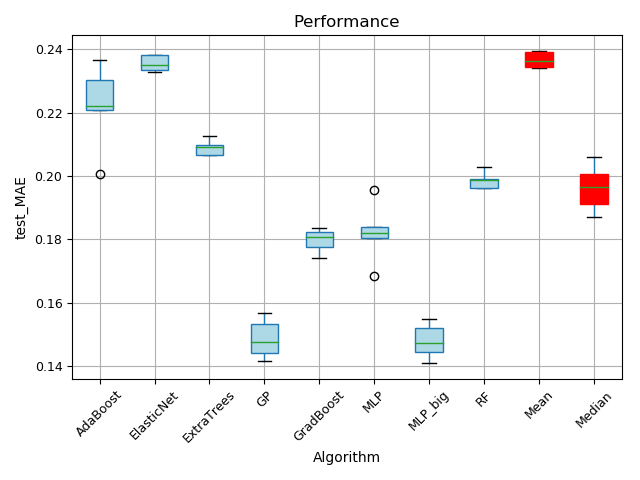 Performance
test_MAE
0.24
0.22
0.20
0.18
0.16
0.14
AdaBoost
ElasticNet
ExtraTrees
GP
GradBoost
MLP
MLP_big
RF
Mean
Median
Algorithm